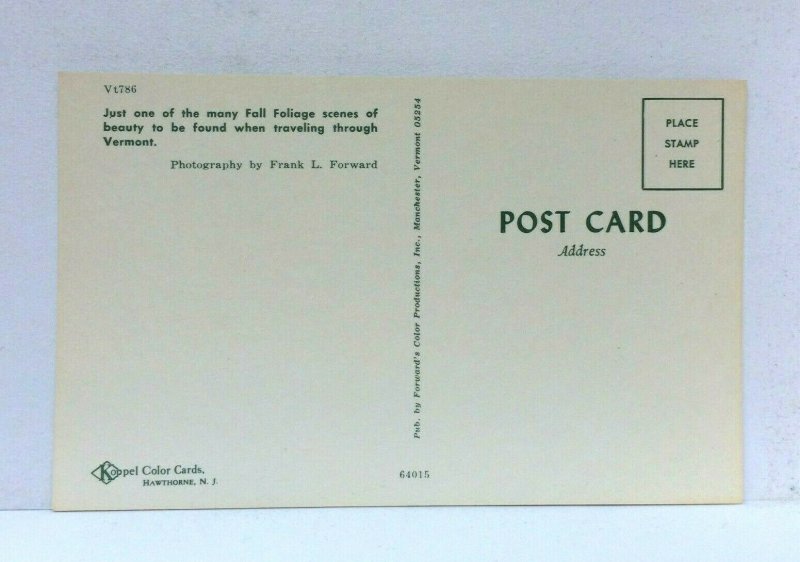 Vt786
Just one of the many Fall Foliage scenes of
beauty to be found when traveling through
Vermont.
Photography by Frank L. Forward
Pub. by Forward's Color Productions, Inc., Manchester, Vermont 05254
PLACE
STAMP
HERE
POST CARD
Address
Koppel Color Cards,
HAWTHORNE, N. J.
64015